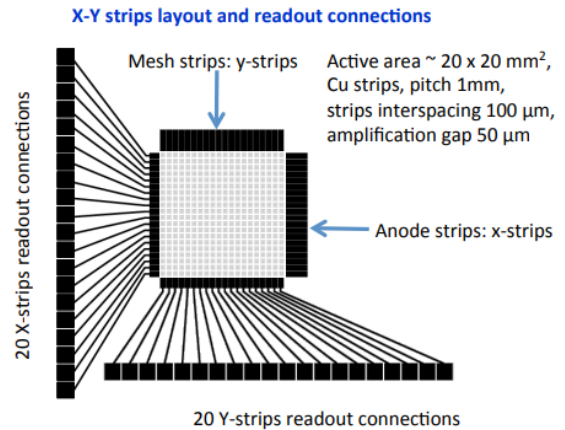 X-Y strips layout and readout connections
Mesh strips: y-strips
Active area ~ 20 x 20 mm²,
Cu strips, pitch 1mm,
strips interspacing 100 μm,
amplification gap 50 μm
20 X-strips readout connections
Anode strips: x-strips
20 Y-strips readout connections